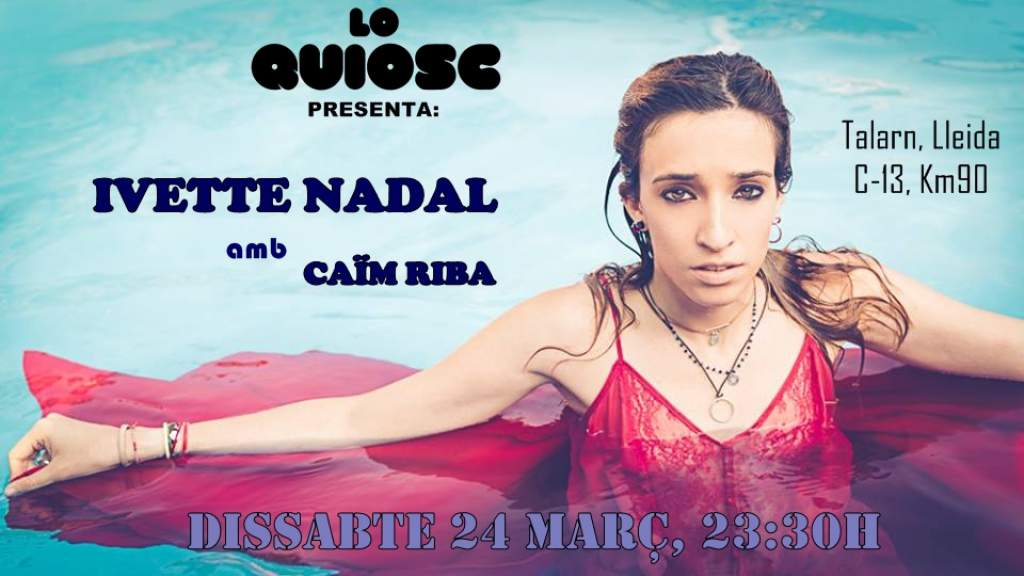 LO
QUIOSC
PRESENTA:
IVETTE NADAL
amb
CAÏM RIBA
Talarn, Lleida
C-13, Km90
DISSABTE 24 MARÇ, 23:30H